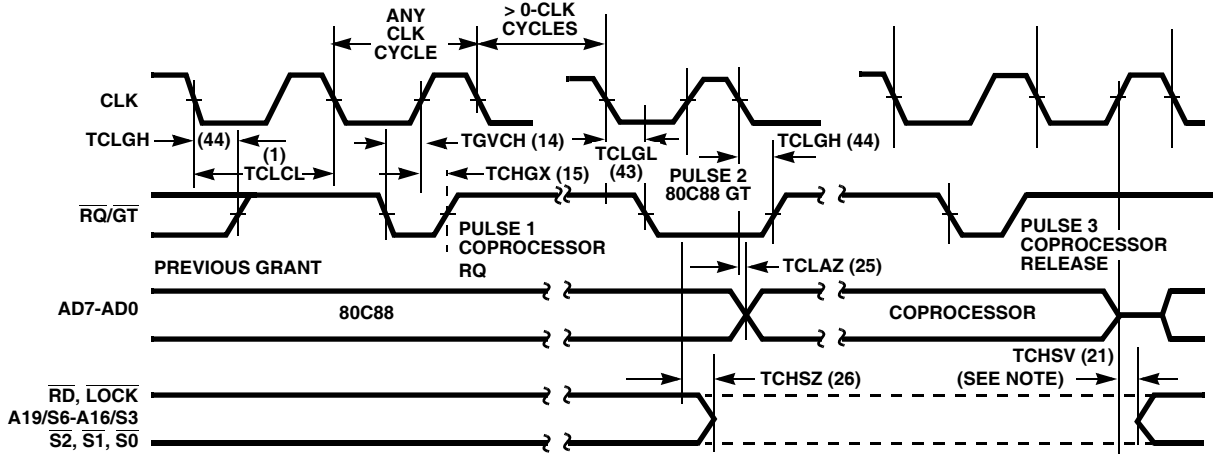 ANY
CLK
CYCLE
> 0-CLK
CYCLES
CLK
TCLGH
(44)
(1)
TCLCL
TGVCH (14)
TCHGX (15)
TCLGL
(43)
PULSE 2
80C88 GT
TCLGH (44)
RQ/GT
PULSE 1
COPROCESSOR
RQ
PULSE 3
COPROCESSOR
RELEASE
PREVIOUS GRANT
TCLAZ (25)
AD7-AD0
80C88
COPROCESSOR
TCHSZ (26)
TCHSV (21)
(SEE NOTE)
RD, LOCK
A19/S6-A16/S3
S2, S1, S0